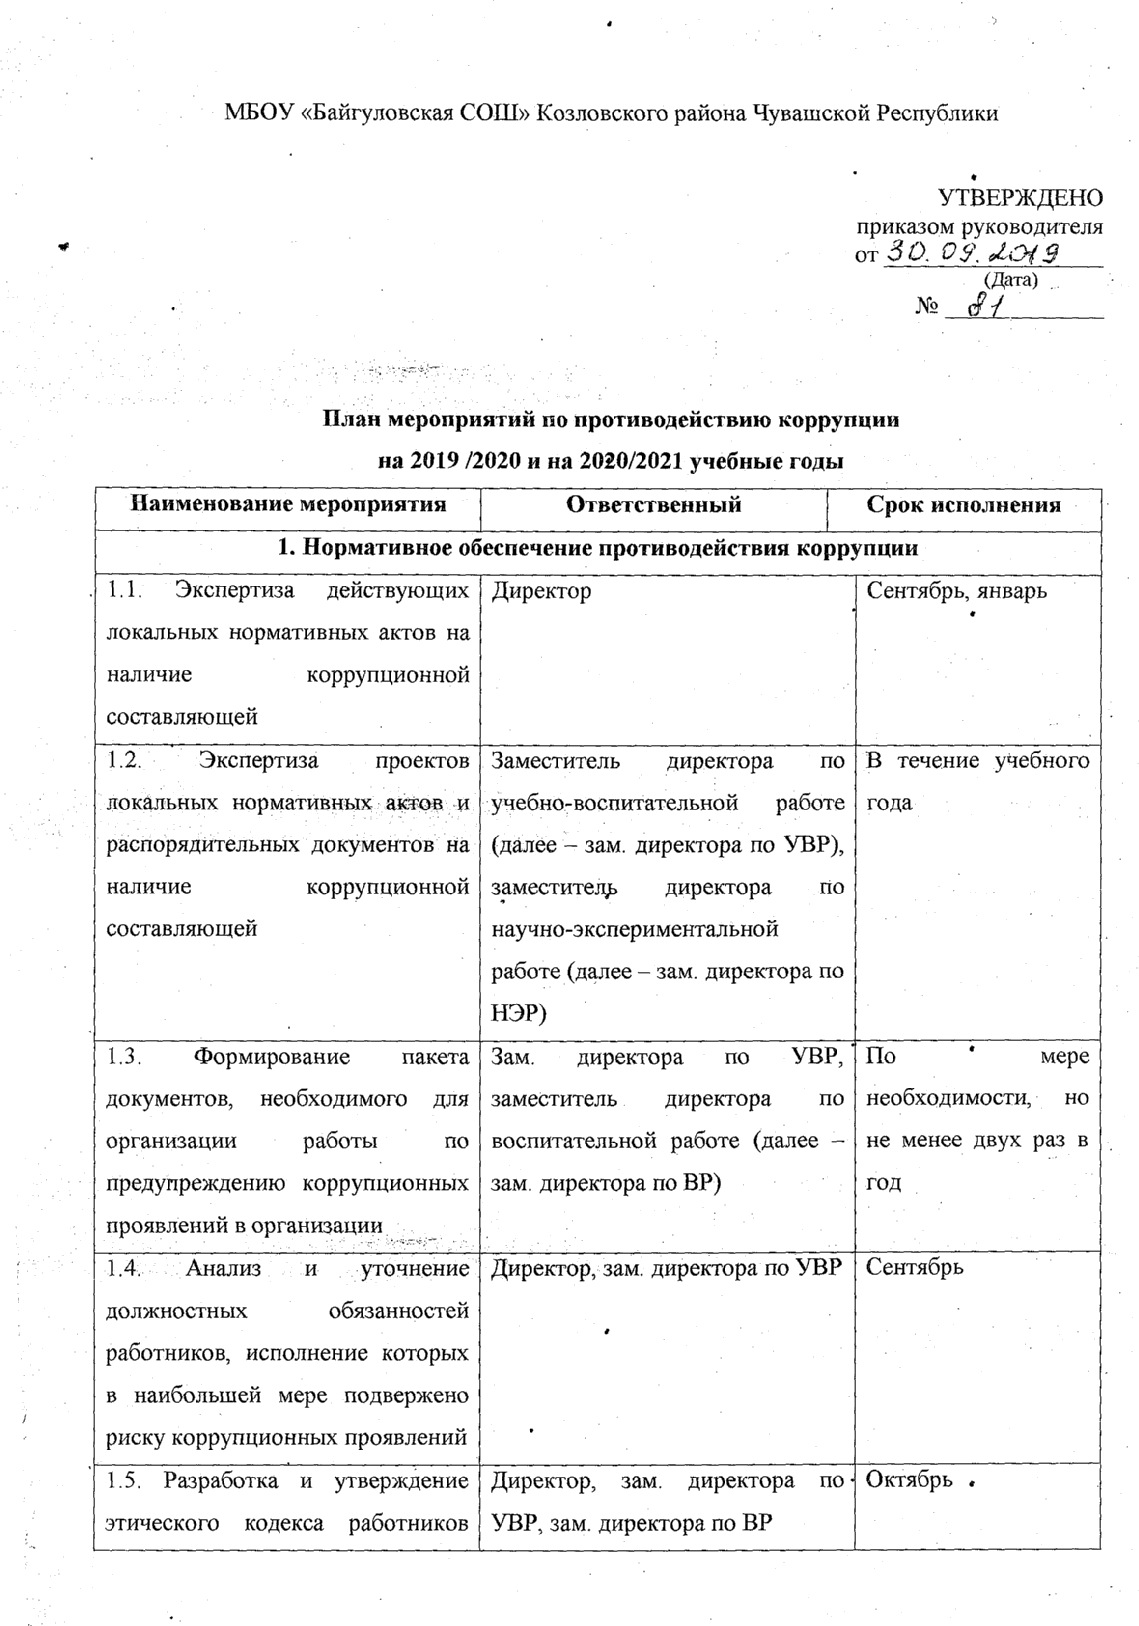 МБОУ «Байгуловская СОШ» Козловского района Чувашской Республики
УТВЕРЖДЕНО
приказом руководителя
от 30. 09. 2019
(Дата)
№ 81
План мероприятий по противодействию коррупции
на 2019 /2020 и на 2020/2021 учебные годы
Наименование мероприятия Ответственный Срок исполнения
1. Нормативное обеспечение противодействия коррупции
1.1. Экспертиза действующих
локальных нормативных актов на
наличие коррупционной
составляющей
Директор
Сентябрь, январь
1.2. Экспертиза проектов
локальных нормативных актов и
распорядительных документов на
наличие коррупционной
составляющей
Заместитель директора по
учебно-воспитательной работе
(далее – зам. директора по УВР),
заместитель директора по
научно-экспериментальной
работе (далее – зам. директора по
НЭР)
В течение учебного
года
1.3. Формирование пакета
документов, необходимого для
организации работы по
предупреждению коррупционных
проявлений в организации
Зам. директора по УВР,
заместитель директора по
воспитательной работе (далее –
зам. директора по ВР)
По мере
необходимости, но
не менее двух раз в
год
1.4. Анализ и уточнение
должностных обязанностей
работников, исполнение которых
в наибольшей мере подвержено
риску коррупционных проявлений
Директор, зам. директора по УВР
Сентябрь
1.5. Разработка и утверждение
этического кодекса работников
Директор, зам. директора по
УВР, зам. директора по ВР
Октябрь